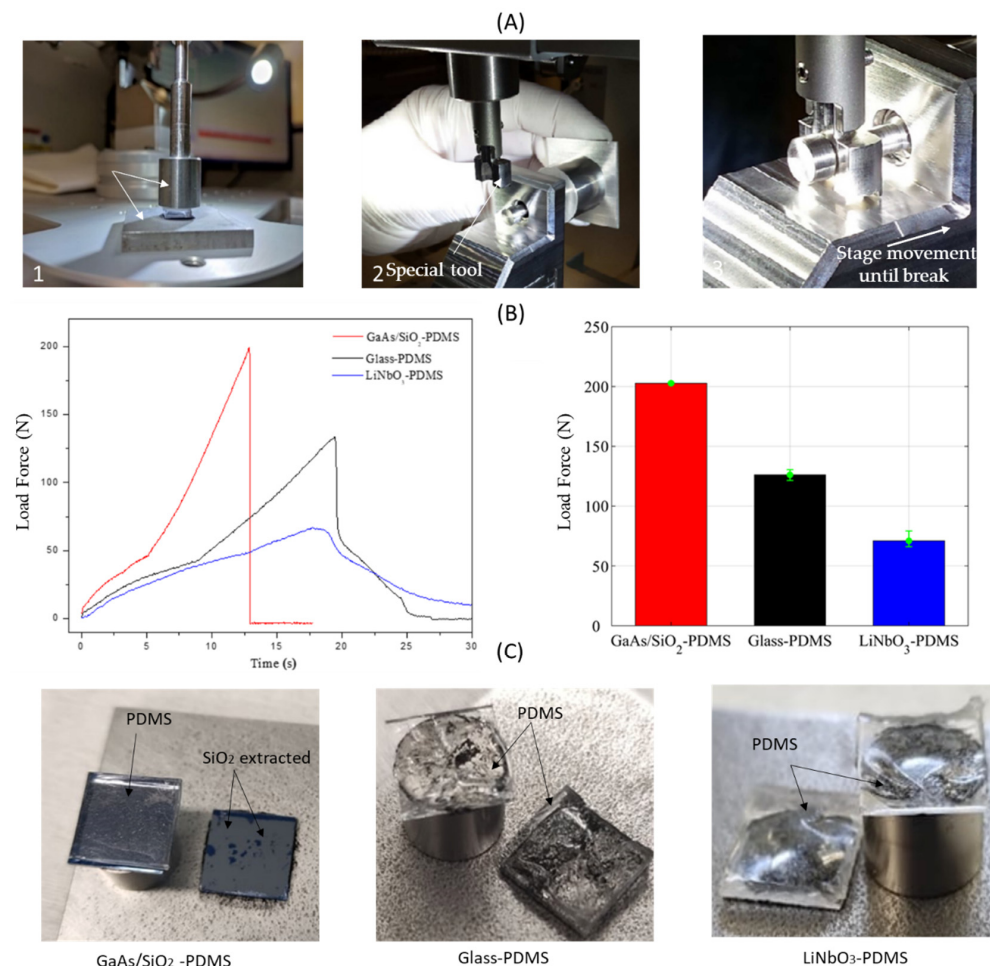 (A)
1
2 Special tool
3 Stage movement
until break
(B)
Load Force (N)
200
150
100
50
0
0 5 10 15 20 25 30
Time (s)
GaAs/SiO3-PDMS
Glass-PDMS
LiNbO3-PDMS
Load Force (N)
250
200
150
100
50
0
GaAs/SiO2-PDMS Glass-PDMS LiNbO3-PDMS
(C)
PDMS
SiO2 extracted
PDMS
PDMS
GaAs/SiO2 -PDMS
Glass-PDMS
LiNbO3-PDMS